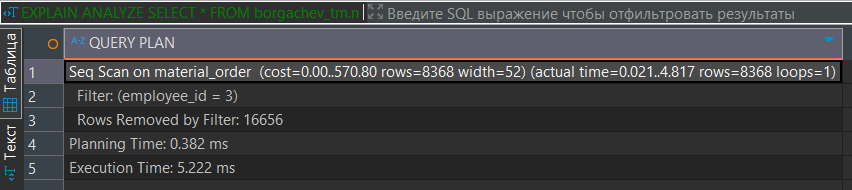 EXPLAIN ANALYZE SELECT * FROM borgachev_tm.n
Введите SQL выражение чтобы отфильтровать результаты
Таблица
Текст
A-Z QUERY PLAN
1 Seq Scan on material_order (cost=0.00..570.80 rows=8368 width=52) (actual time=0.021..4.817 rows=8368 loops=1)
2 Filter: (employee_id = 3)
3 Rows Removed by Filter: 16656
4 Planning Time: 0.382 ms
5 Execution Time: 5.222 ms